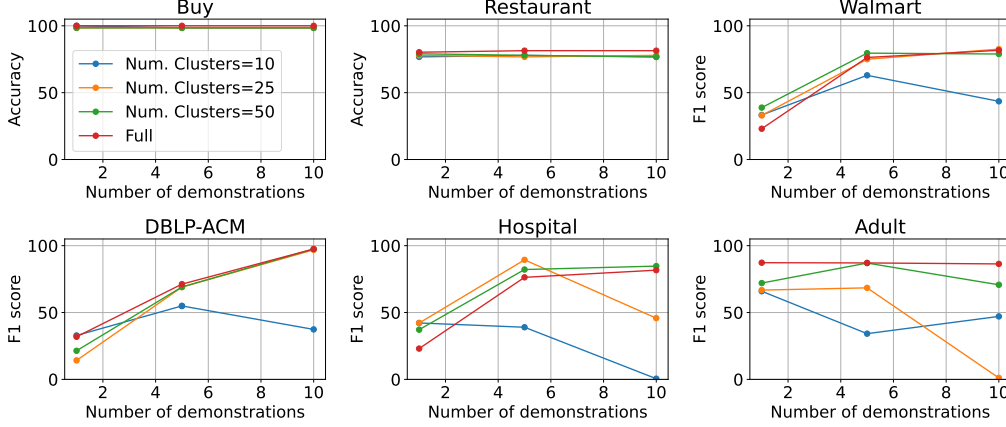 Buy
Accuracy
100
50
0
Num. Clusters=10
Num. Clusters=25
Num. Clusters=50
Full
2 4 6 8 10
Number of demonstrations
Restaurant
Accuracy
100
50
0
2 4 6 8 10
Number of demonstrations
Walmart
F1 score
100
50
0
2 4 6 8 10
Number of demonstrations
DBLP-ACM
F1 score
100
50
0
2 4 6 8 10
Number of demonstrations
Hospital
F1 score
100
50
0
2 4 6 8 10
Number of demonstrations
Adult
F1 score
100
50
0
2 4 6 8 10
Number of demonstrations